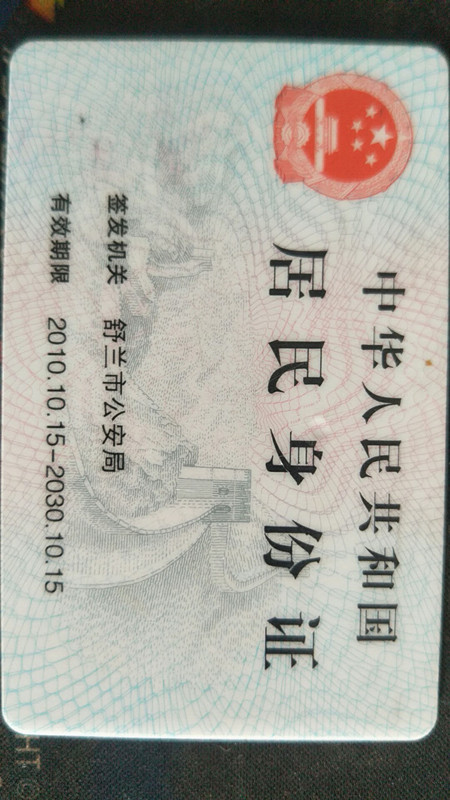 中华人民共和国
居民身份证
签发机关 舒兰市公安局
有效期限 2010.10.15-2030.10.15
HT ©